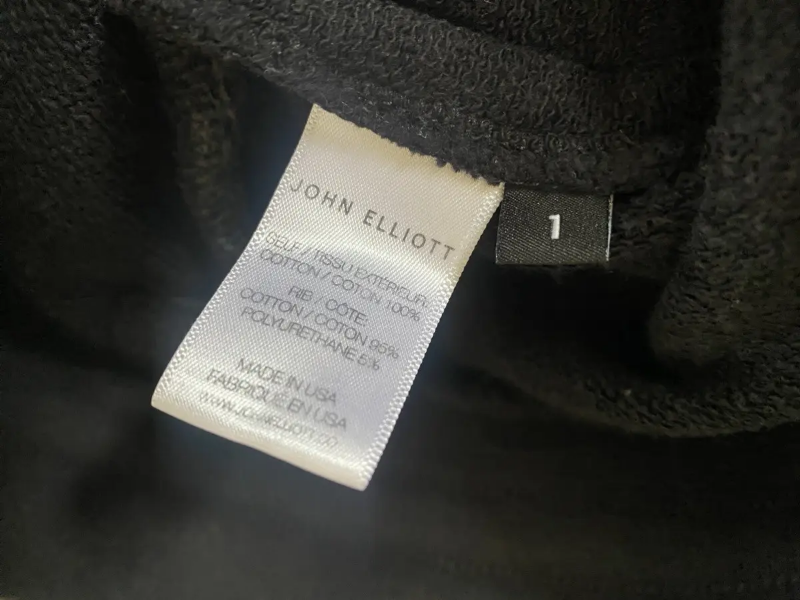 JOHN ELLIOTT
SELF / TISSU EXTERIEUR:
COTTON / COTON 100%
RIB / CÔTE:
COTTON / COTON 95%
POLYURETHANE 5%
MADE IN USA
FABRIQUÉ EN USA
WWW.JOHNELLIOTT.CO
1